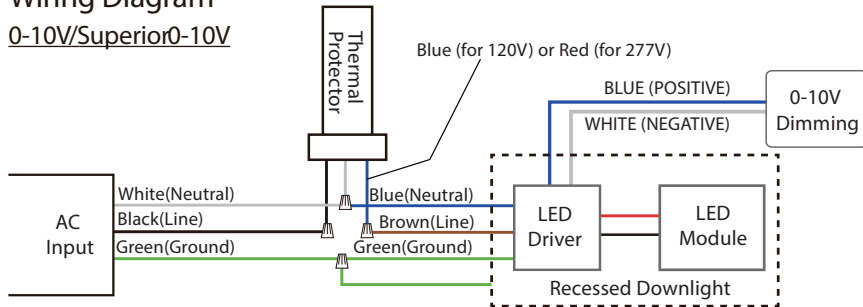 Wiring Diagram
0-10V/Superior0-10V
Thermal
Protector
Blue (for 120V) or Red (for 277V)
BLUE (POSITIVE)
WHITE (NEGATIVE)
0-10V
Dimming
AC
Input
White(Neutral)
Black(Line)
Green(Ground)
Blue(Neutral)
Brown(Line)
Green(Ground)
LED
Driver
LED
Module
Recessed Downlight